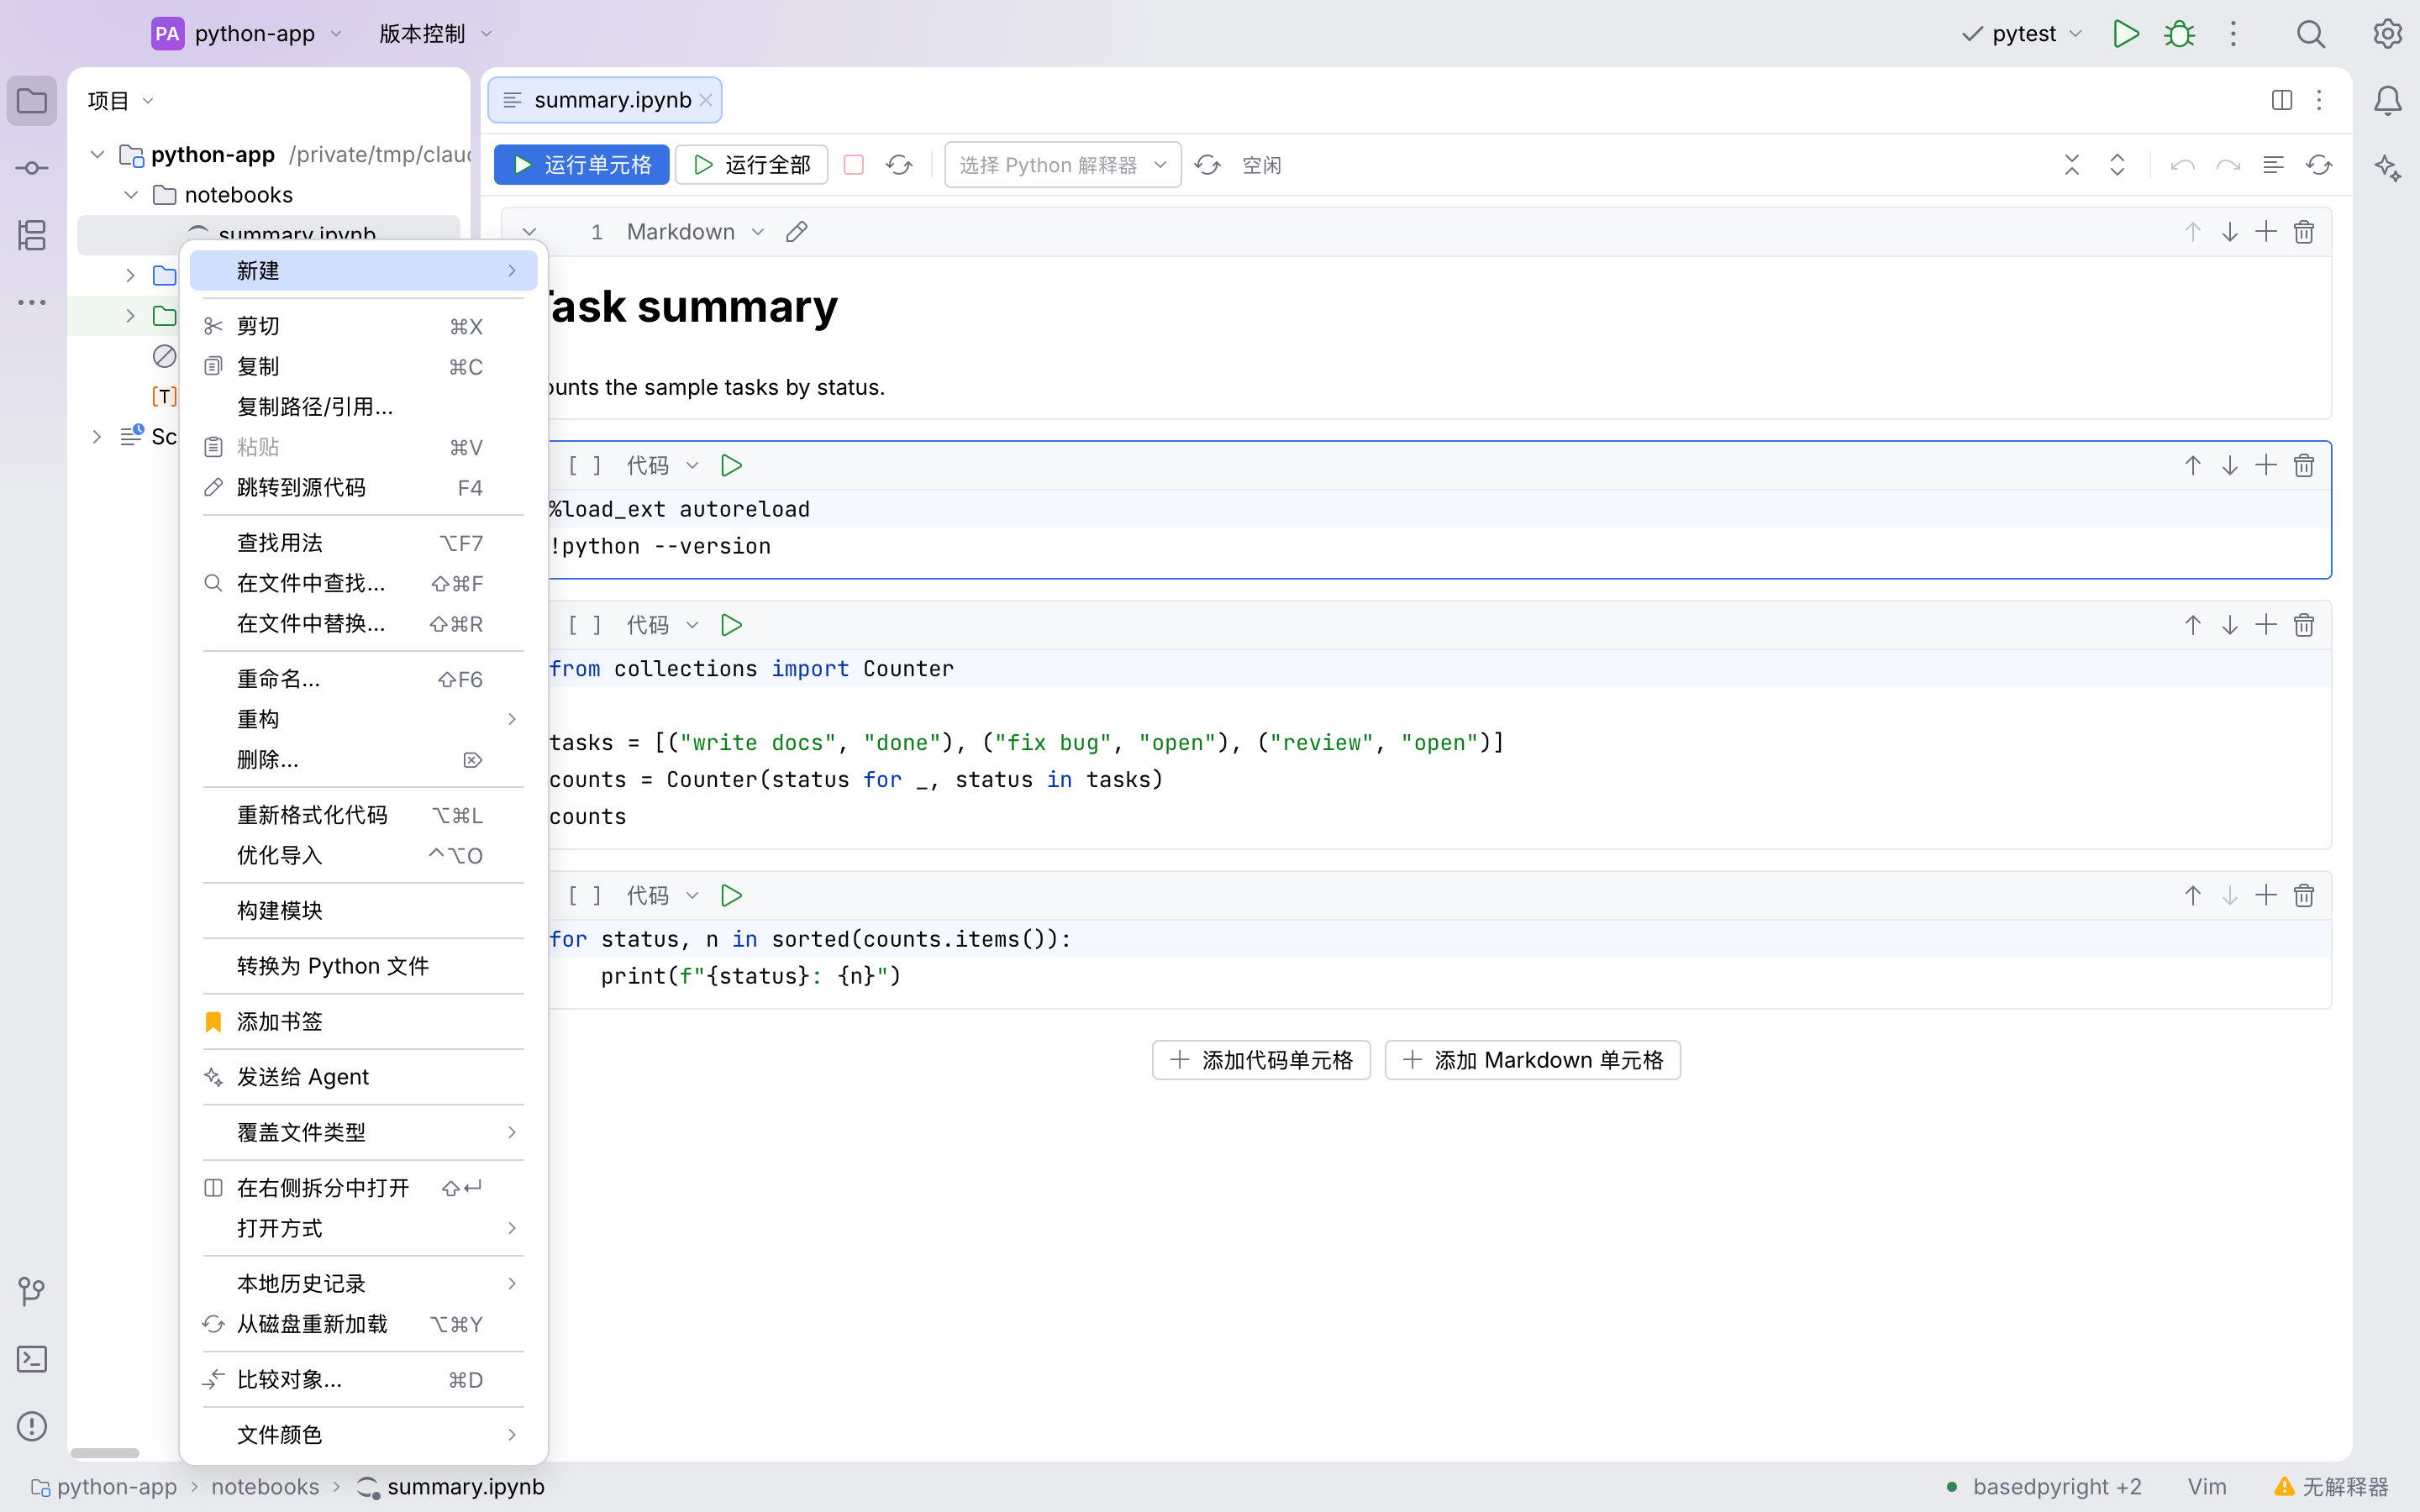 PA python-app 版本控制 pytest
项目
summary.ipynb
python-app /private/tmp/clauc
notebooks
summary.ipynb
Sc
[T]
运行单元格 运行全部 选择 Python 解释器 空闲
1 Markdown
Task summary
ounts the sample tasks by status.
[ ] 代码
%load_ext autoreload
!python --version
[ ] 代码
from collections import Counter
tasks = [("write docs", "done"), ("fix bug", "open"), ("review", "open")]
counts = Counter(status for _, status in tasks)
counts
[ ] 代码
for status, n in sorted(counts.items()):
print(f"{status}: {n}")
添加代码单元格 添加 Markdown 单元格
新建
剪切 ⌘X
复制 ⌘C
复制路径/引用...
粘贴 ⌘V
跳转到源代码 F4
查找用法 ⌥F7
在文件中查找... ⇧⌘F
在文件中替换... ⇧⌘R
重命名... ⇧F6
重构
删除... ⌦
重新格式化代码 ⌥⌘L
优化导入 ^⌥O
构建模块
转换为 Python 文件
添加书签
发送给 Agent
覆盖文件类型
在右侧拆分中打开 ⇧↩
打开方式
本地历史记录
从磁盘重新加载 ⌥⌘Y
比较对象... ⌘D
文件颜色
python-app › notebooks › summary.ipynb
basedpyright +2 Vim 无解释器